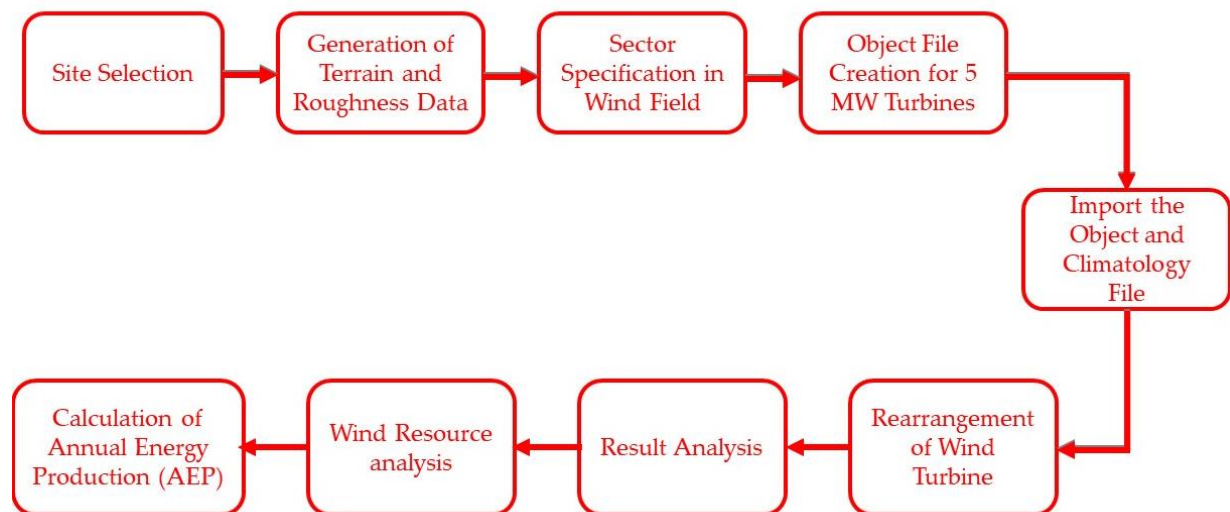 Site Selection
Generation of
Terrain and
Roughness Data
Sector
Specification in
Wind Field
Object File
Creation for 5
MW Turbines
Import the
Object and
Climatology
File
Rearrangement
of Wind
Turbine
Result Analysis
Wind Resource
analysis
Calculation of
Annual Energy
Production (AEP)